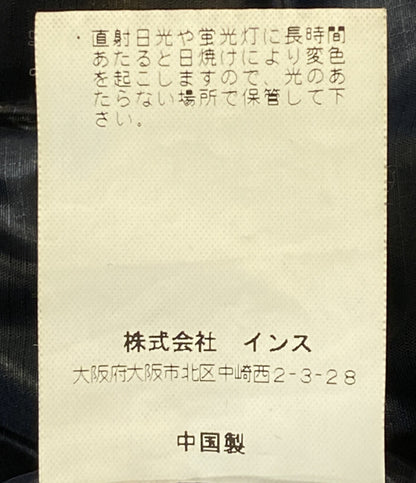 ・直射日光や蛍光灯に長時間
あたると日焼けにより変色
を起こしますので、光のあ
たらない場所で保管して下
さい。
株式会社 インス
大阪府大阪市北区中崎西2-3-28
中国製